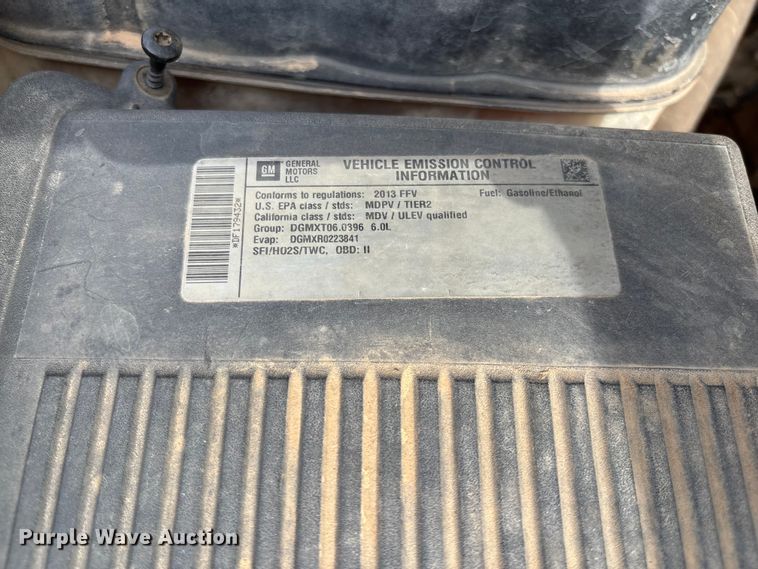 GM GENERAL MOTORS LLC
VEHICLE EMISSION CONTROL INFORMATION
Conforms to regulations: 2013 FFV Fuel: Gasoline/Ethanol
U.S. EPA class / stds: MDPV / TIER2
California class / stds: MDV / ULEV qualified
Group: DGMXT06.0396 6.0L
Evap: DGMXR0223841
SFI/HO2S/TWC, OBD: II
*DF179432*
Purple Wave Auction